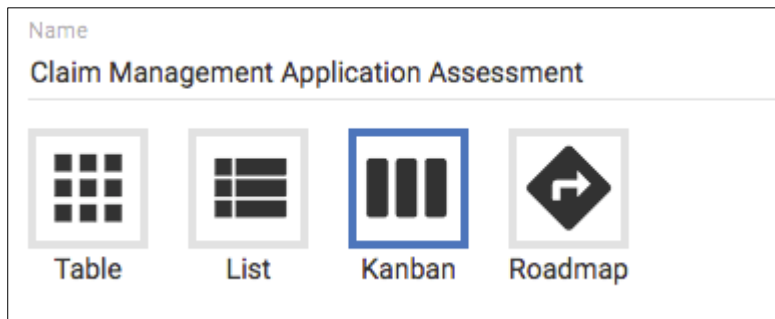 Name
Claim Management Application Assessment
Table List Kanban Roadmap